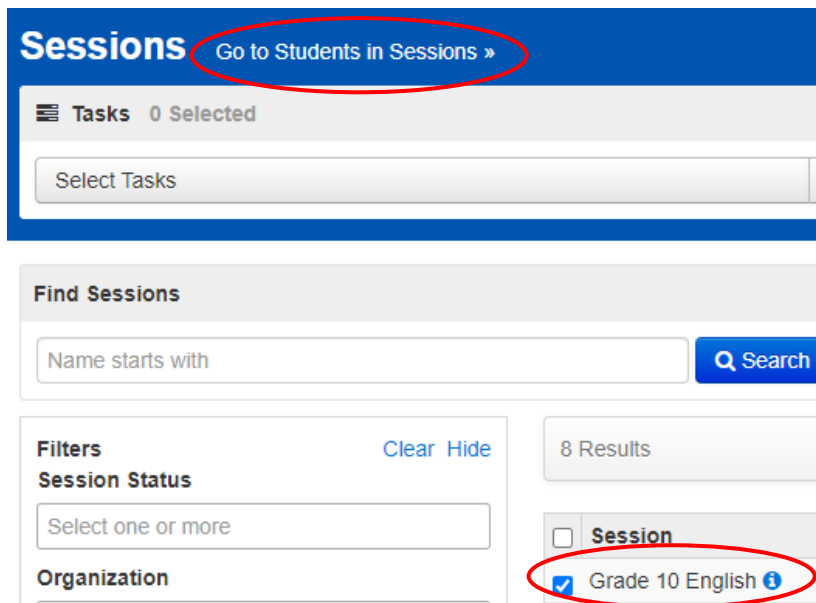 Sessions Go to Students in Sessions »
Tasks 0 Selected
Select Tasks
Find Sessions
Name starts with
Search
Filters Clear Hide
Session Status
Select one or more
Organization
8 Results
Session
Grade 10 English